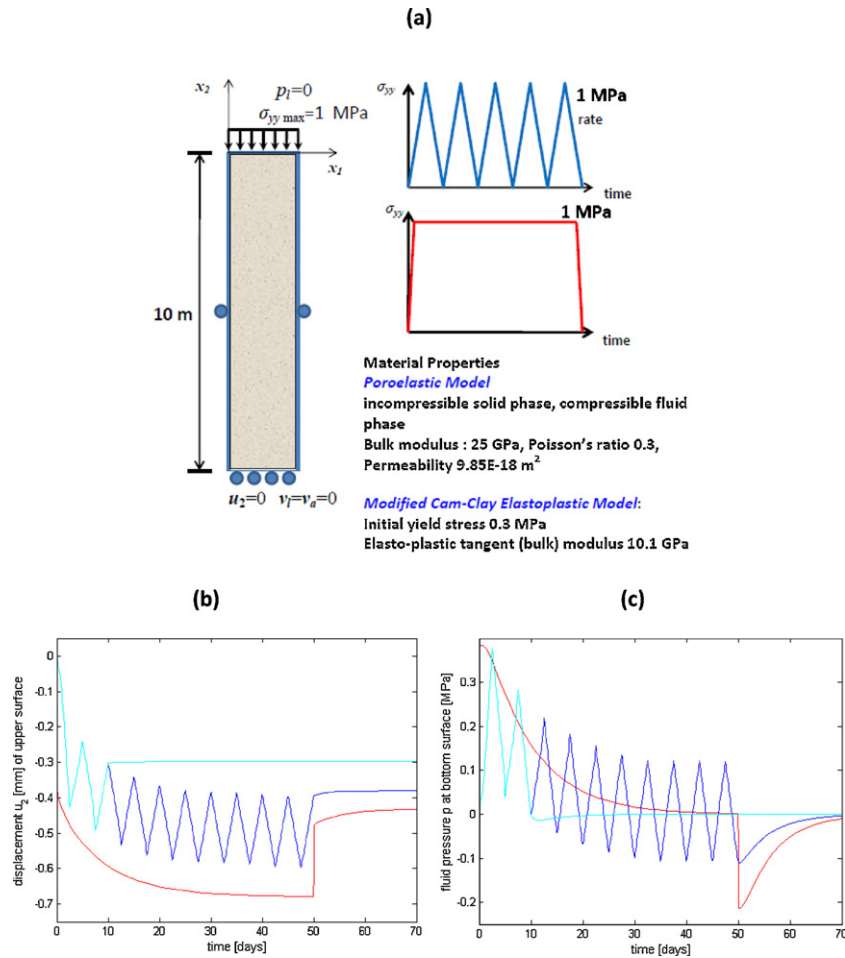 (a)
x₂
pₗ=0
σyy max=1 MPa
x₁
10 m
u₂=0 vₗ=vₐ=0
σyy
1 MPa
rate
time
σyy
1 MPa
time
Material Properties
Poroelastic Model
incompressible solid phase, compressible fluid
phase
Bulk modulus : 25 GPa, Poisson's ratio 0.3,
Permeability 9.85E-18 m²
Modified Cam-Clay Elastoplastic Model:
Initial yield stress 0.3 MPa
Elasto-plastic tangent (bulk) modulus 10.1 GPa
(b)
displacement u₂ [mm] of upper surface
0
-0.1
-0.2
-0.3
-0.4
-0.5
-0.6
-0.7
0 10 20 30 40 50 60 70
time [days]
(c)
fluid pressure p at bottom surface [MPa]
0.3
0.2
0.1
0
-0.1
-0.2
0 10 20 30 40 50 60 70
time [days]